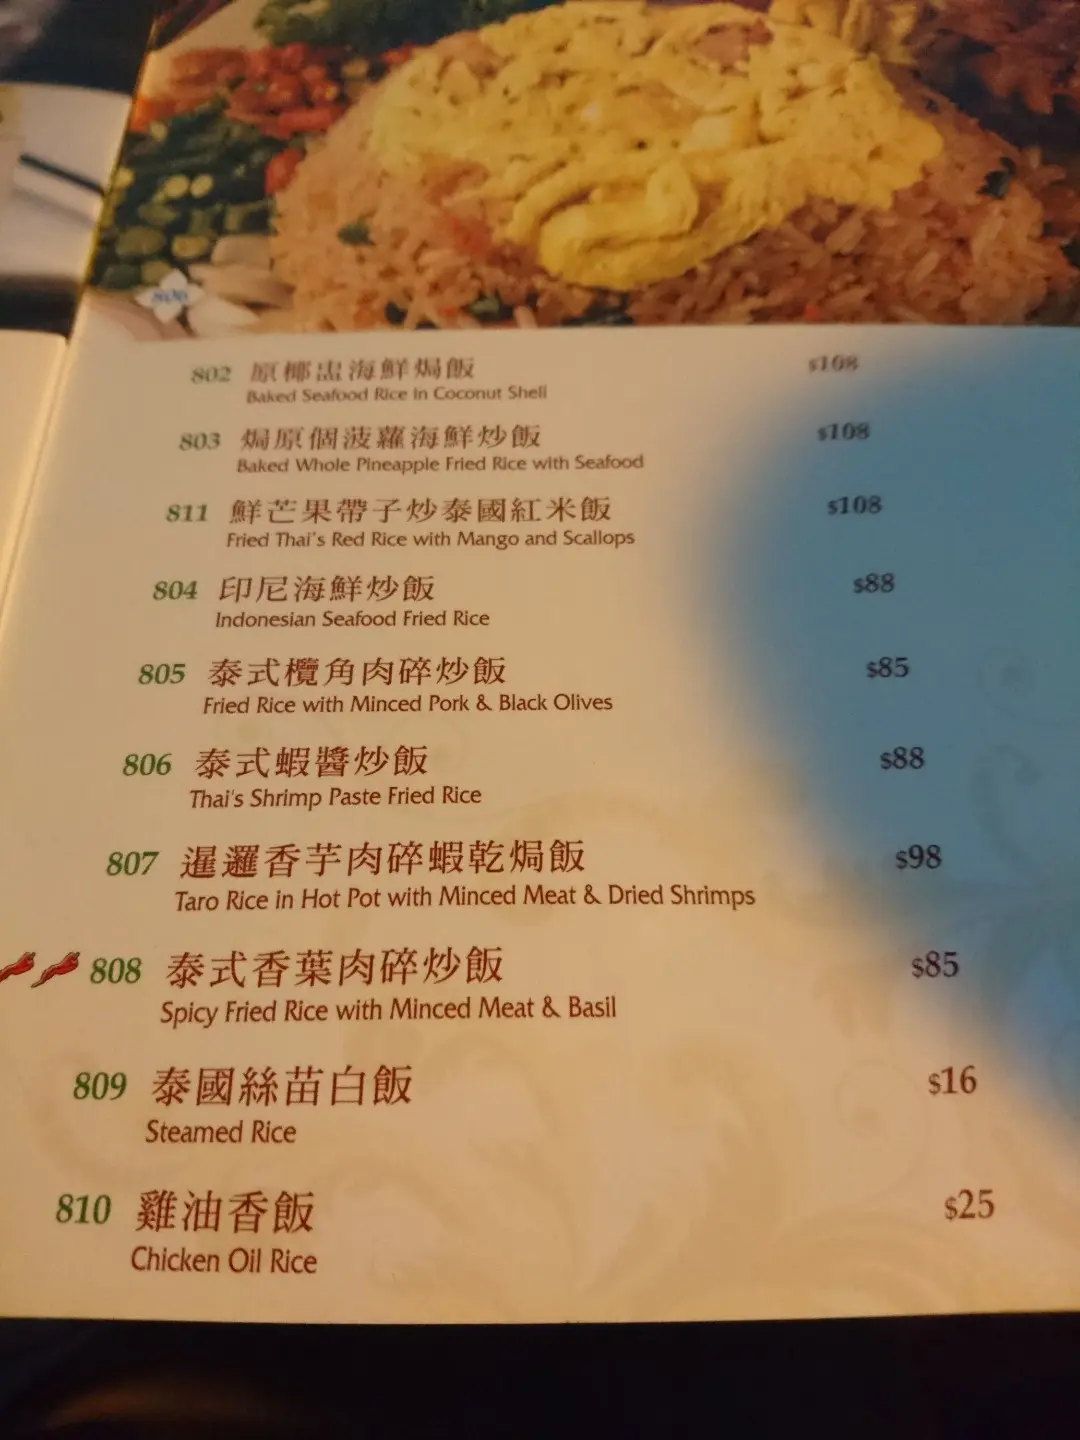 806
802 原椰盅海鮮焗飯 $108
Baked Seafood Rice in Coconut Shell
803 焗原個菠蘿海鮮炒飯 $108
Baked Whole Pineapple Fried Rice with Seafood
811 鮮芒果帶子炒泰國紅米飯 $108
Fried Thai's Red Rice with Mango and Scallops
804 印尼海鮮炒飯 $88
Indonesian Seafood Fried Rice
805 泰式欖角肉碎炒飯 $85
Fried Rice with Minced Pork & Black Olives
806 泰式蝦醬炒飯 $88
Thai's Shrimp Paste Fried Rice
807 暹邏香芋肉碎蝦乾焗飯 $98
Taro Rice in Hot Pot with Minced Meat & Dried Shrimps
808 泰式香葉肉碎炒飯 $85
Spicy Fried Rice with Minced Meat & Basil
809 泰國絲苗白飯 $16
Steamed Rice
810 雞油香飯 $25
Chicken Oil Rice